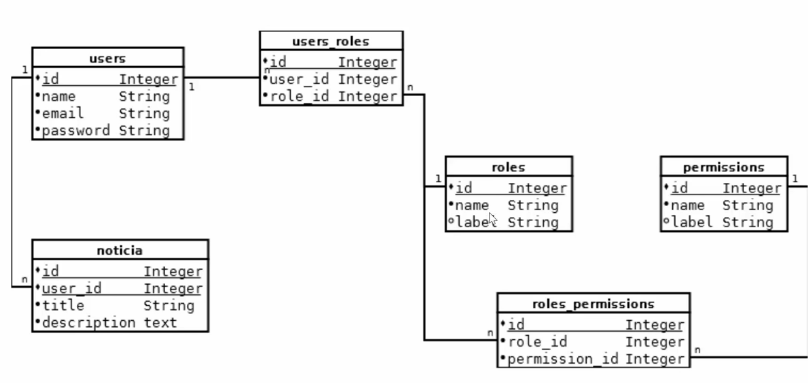 users
id Integer
name String
email String
password String
users_roles
id Integer
user_id Integer
role_id Integer
1
1
n
n
roles
id Integer
name String
label String
1
permissions
id Integer
name String
label String
1
noticia
id Integer
user_id Integer
title String
description text
n
roles_permissions
id Integer
role_id Integer
permission_id Integer
n
n